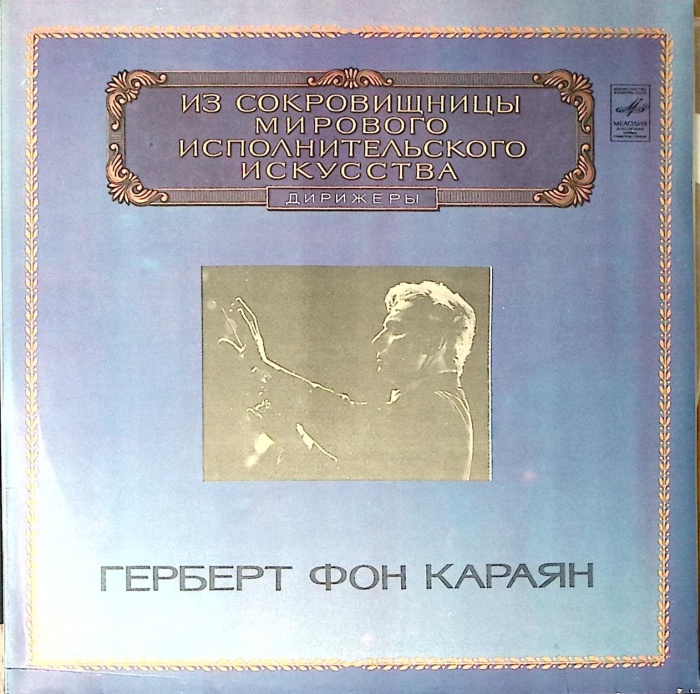 ИЗ СОКРОВИЩНИЦЫ
МИРОВОГО
ИСПОЛНИТЕЛЬСКОГО
ИСКУССТВА
ДИРИЖЕРЫ
МЕЛОДИЯ
ГЕРБЕРТ ФОН КАРАЯН